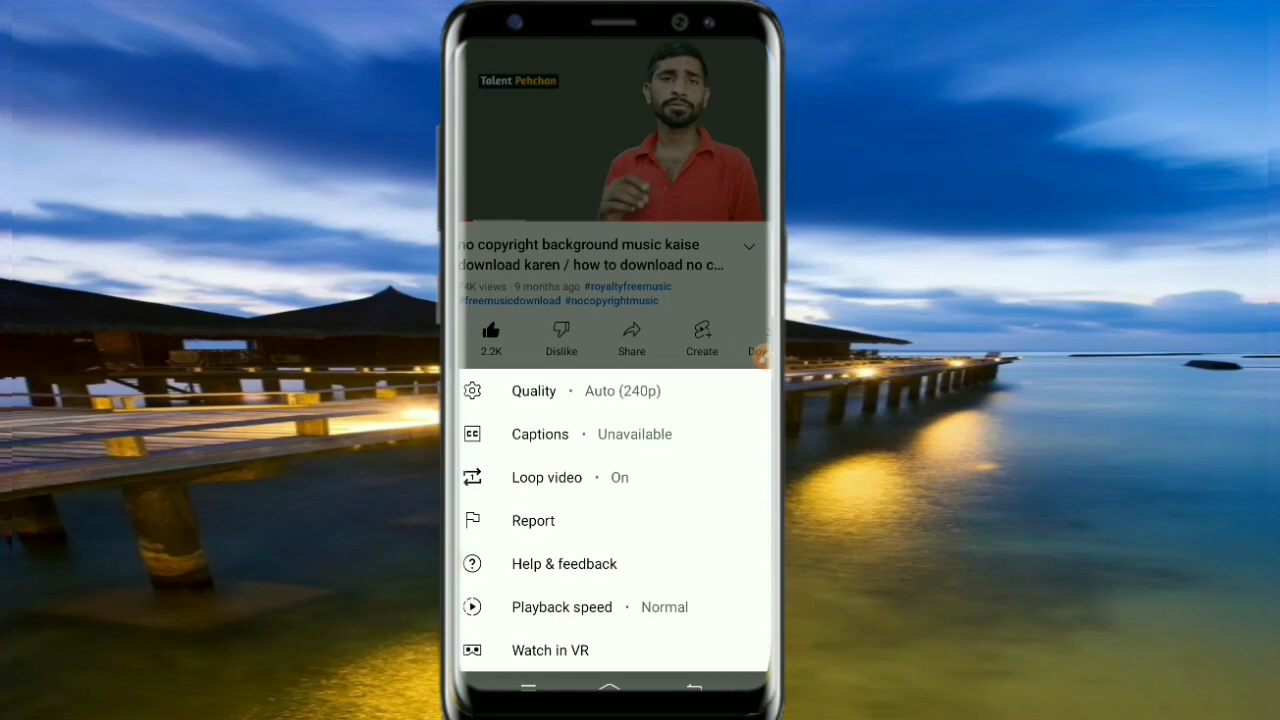 Talent Pehchan
no copyright background music kaise
download karen / how to download no c...
4K views · 9 months ago #royaltyfreemusic
#freemusicdownload #nocopyrightmusic
2.2K Dislike Share Create
Quality · Auto (240p)
Captions · Unavailable
Loop video · On
Report
Help & feedback
Playback speed · Normal
Watch in VR